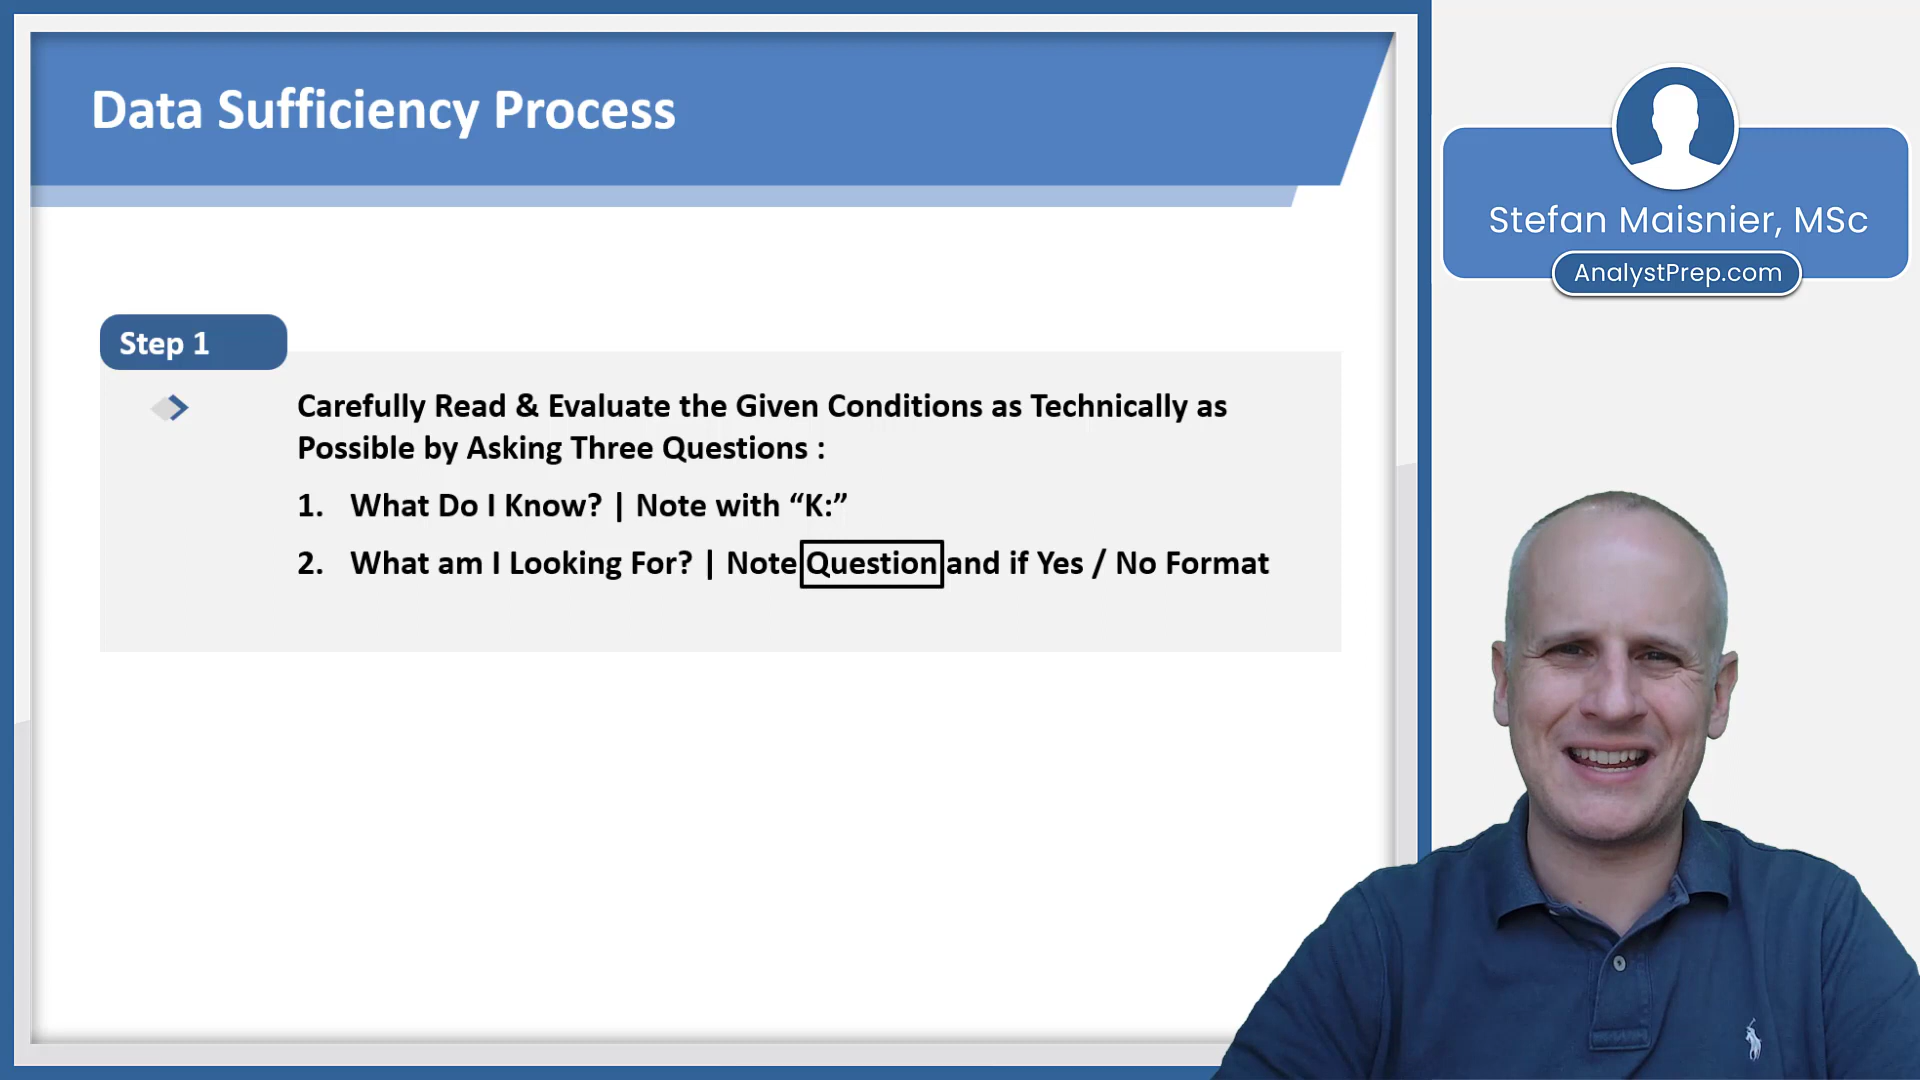 Data Sufficiency Process
Stefan Maisnier, MSc
AnalystPrep.com
Step 1
Carefully Read & Evaluate the Given Conditions as Technically as
Possible by Asking Three Questions :
1. What Do I Know? | Note with “K:”
2. What am I Looking For? | Note Question and if Yes / No Format